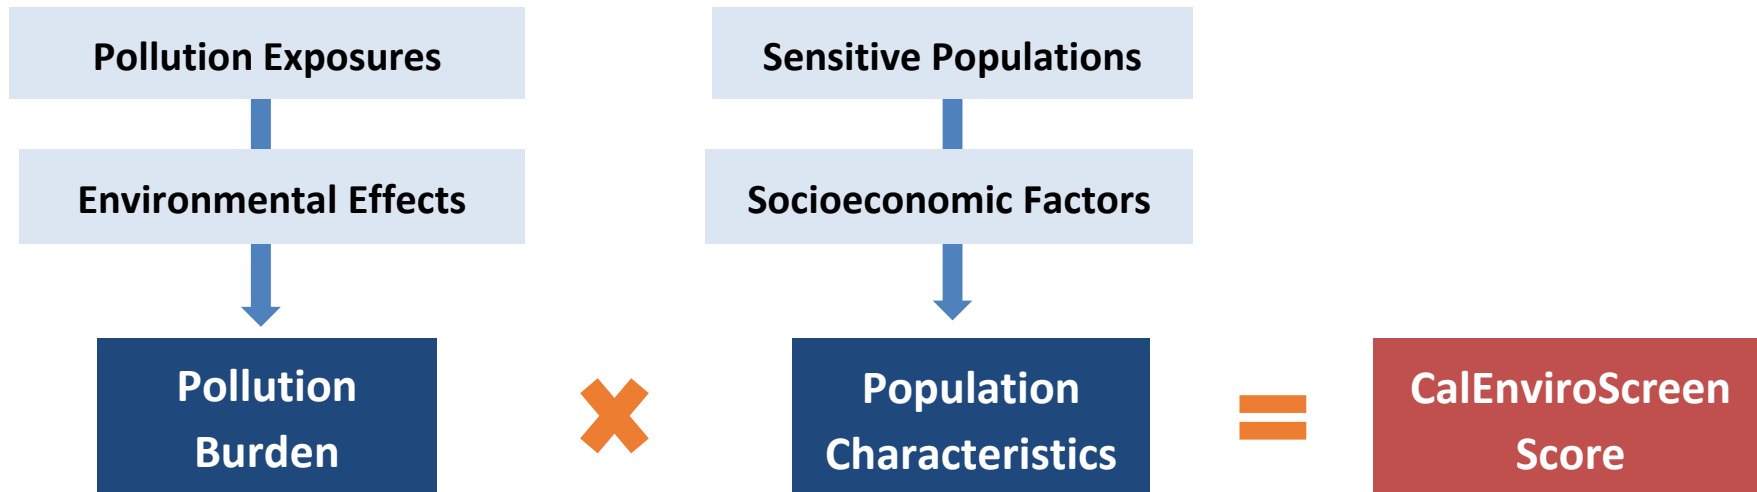 Pollution Exposures
Sensitive Populations
Environmental Effects
Socioeconomic Factors
Pollution
Burden
Population
Characteristics
CalEnviroScreen
Score